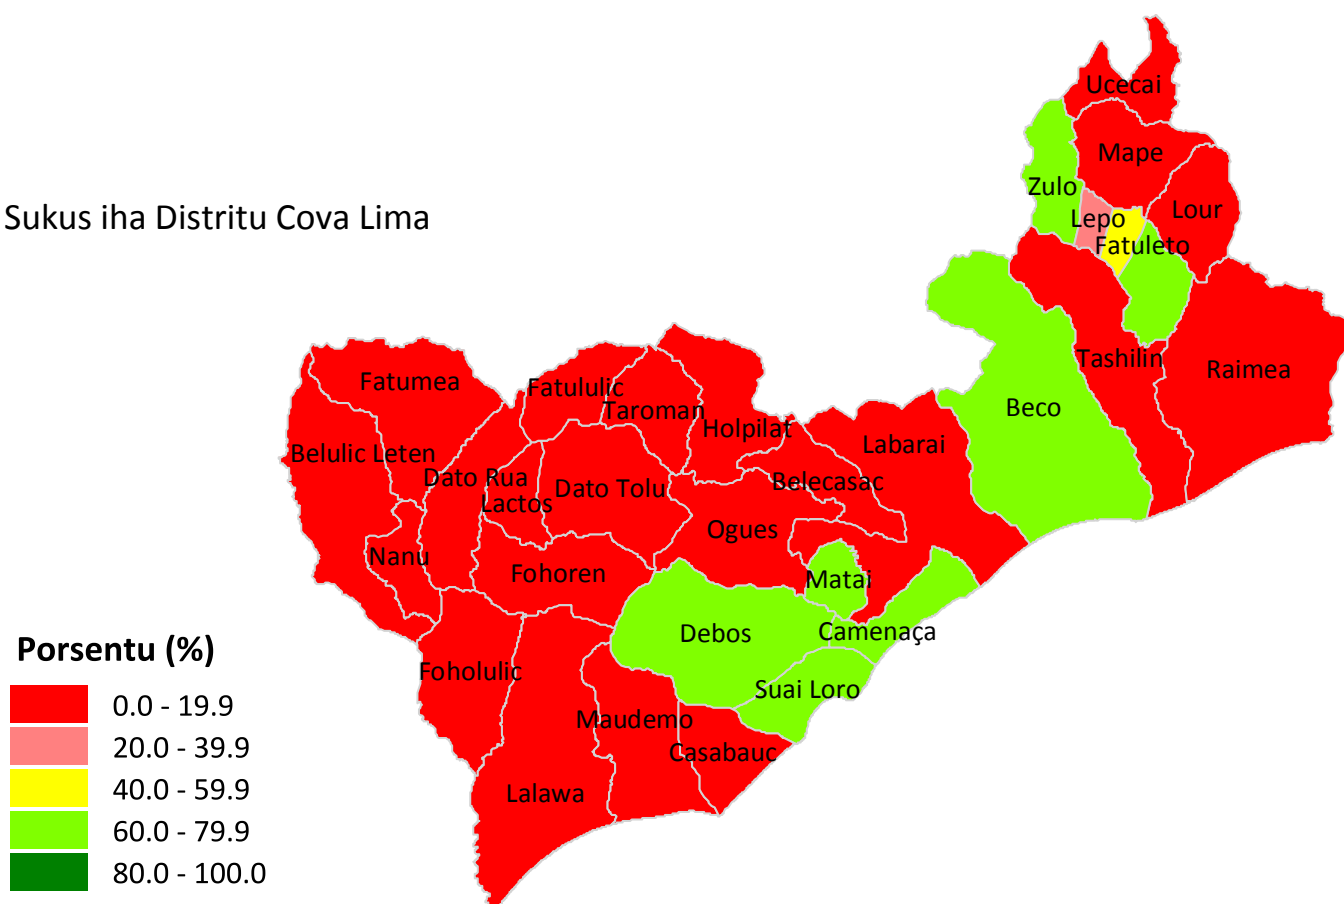 Ucecai
Mape
Zulo
Lepo
Lour
Sukus iha Distritu Cova Lima
Fatuleto
Tashilin
Raimea
Fatumea
Fatululic
Taroman
Beco
Holpilat
Labarai
Belulic Leten
Dato Rua
Belecasac
Lactos
Dato Tolu
Ogues
Nanu
Fohoren
Matai
Debos
Camenaça
Porsentu (%)
Foholulic
Suai Loro
0.0 - 19.9
Maudemo
20.0 - 39.9
Casabauc
40.0 - 59.9
Lalawa
60.0 - 79.9
80.0 - 100.0